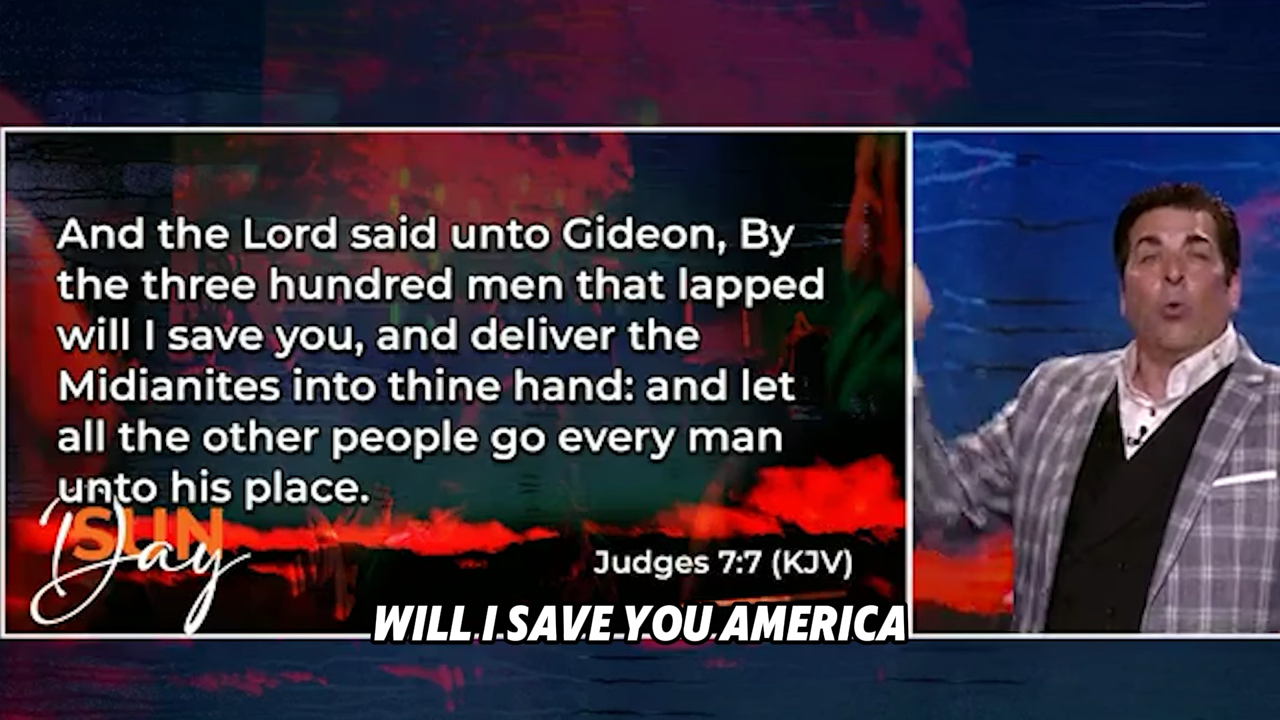 And the Lord said unto Gideon, By
the three hundred men that lapped
will I save you, and deliver the
Midianites into thine hand: and let
all the other people go every man
unto his place.
SUN
Day
Judges 7:7 (KJV)
WILL I SAVE YOU AMERICA